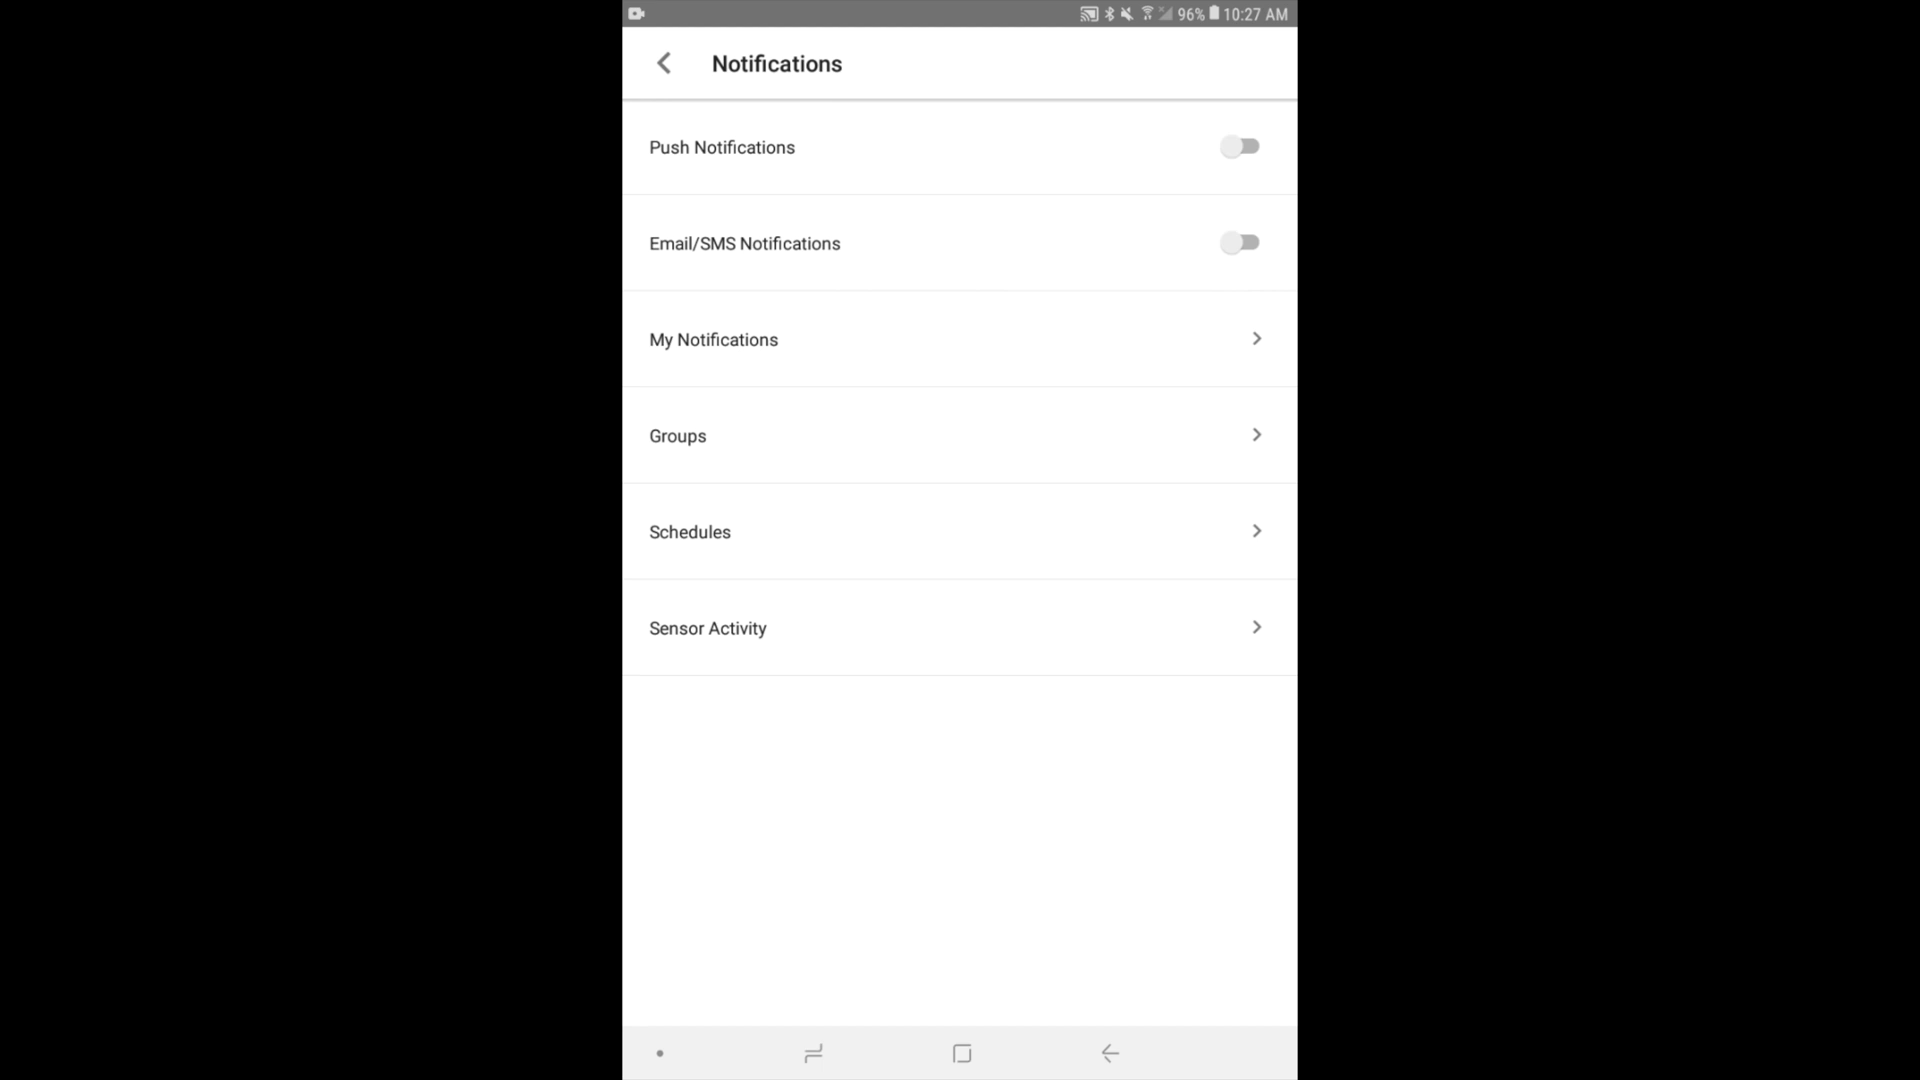 96% 10:27 AM
Notifications
Push Notifications
Email/SMS Notifications
My Notifications
Groups
Schedules
Sensor Activity